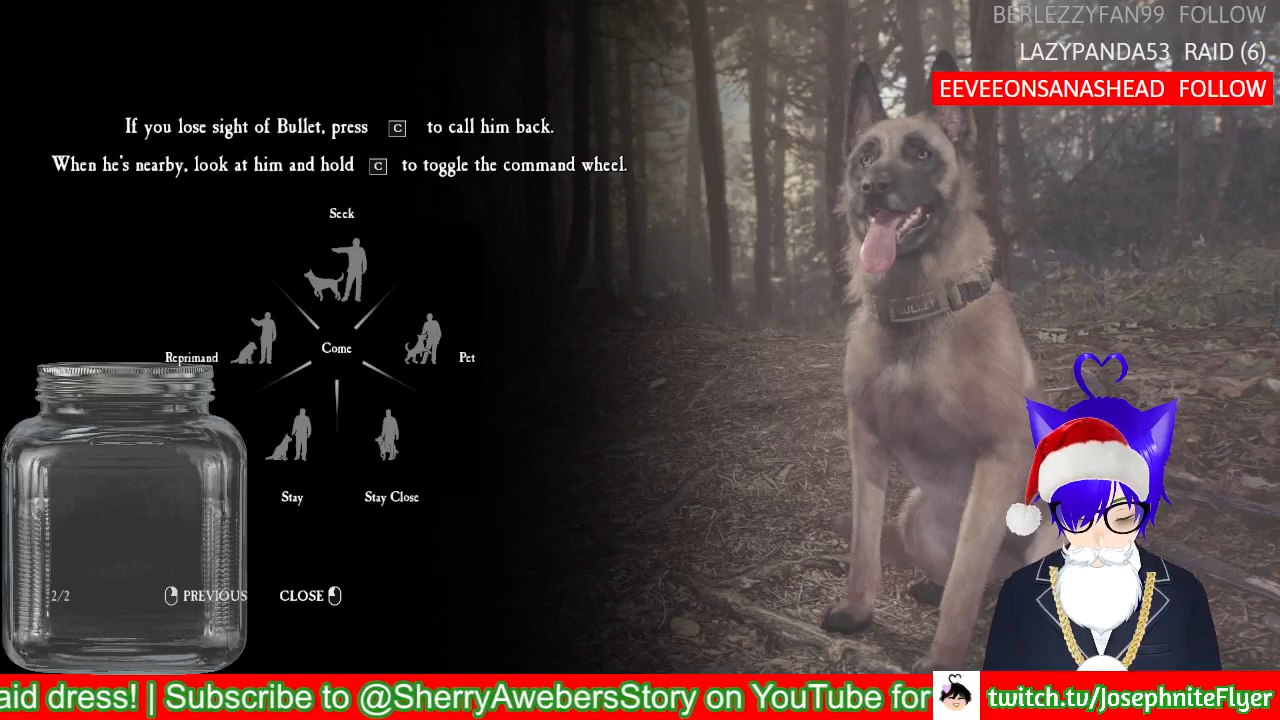 BERLEZZYFAN99 FOLLOW
LAZYPANDA53 RAID (6)
EEVEEONSANASHEAD FOLLOW
If you lose sight of Bullet, press C to call him back.
When he's nearby, look at him and hold C to toggle the command wheel.
Seek
Come
Reprimand
Pet
Stay
Stay Close
BULLET
2/2
PREVIOUS
CLOSE
aid dress! | Subscribe to @SherryAwebersStory on YouTube for
twitch.tv/JosephniteFlyer